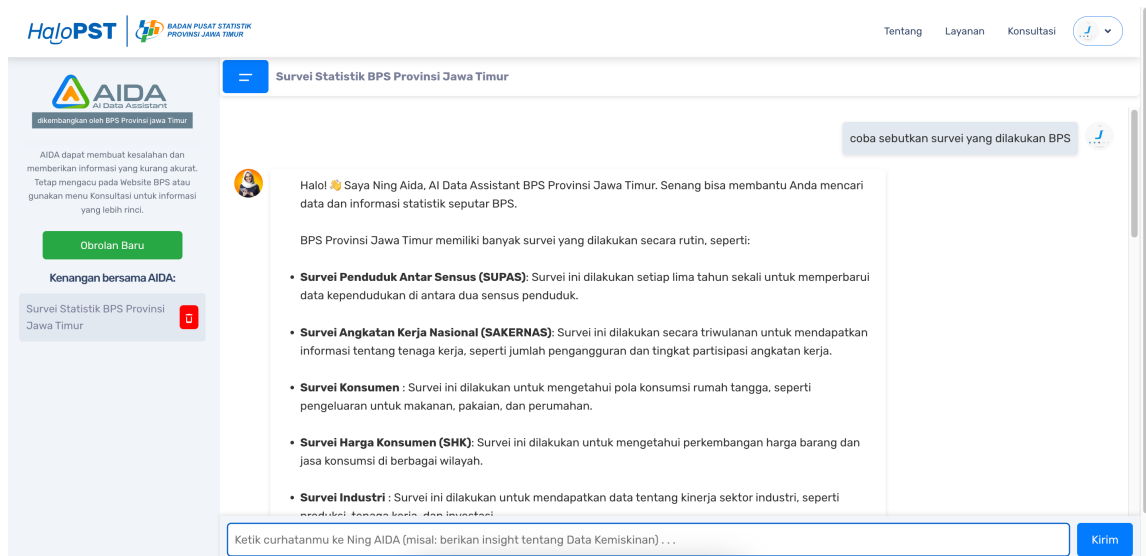 HaloPST
BADAN PUSAT STATISTIK
PROVINSI JAWA TIMUR
Tentang
Layanan
Konsultasi
AIDA
AI Data Assistant
dikembangkan oleh BPS Provinsi jawa Timur
AIDA dapat membuat kesalahan dan
memberikan informasi yang kurang akurat.
Tetap mengacu pada Website BPS atau
gunakan menu Konsultasi untuk informasi
yang lebih rinci.
Obrolan Baru
Kenangan bersama AIDA:
Survei Statistik BPS Provinsi
Jawa Timur
Survei Statistik BPS Provinsi Jawa Timur
coba sebutkan survei yang dilakukan BPS
Halo! 👋 Saya Ning Aida, AI Data Assistant BPS Provinsi Jawa Timur. Senang bisa membantu Anda mencari
data dan informasi statistik seputar BPS.
BPS Provinsi Jawa Timur memiliki banyak survei yang dilakukan secara rutin, seperti:
• Survei Penduduk Antar Sensus (SUPAS): Survei ini dilakukan setiap lima tahun sekali untuk memperbarui
data kependudukan di antara dua sensus penduduk.
• Survei Angkatan Kerja Nasional (SAKERNAS): Survei ini dilakukan secara triwulanan untuk mendapatkan
informasi tentang tenaga kerja, seperti jumlah pengangguran dan tingkat partisipasi angkatan kerja.
• Survei Konsumen : Survei ini dilakukan untuk mengetahui pola konsumsi rumah tangga, seperti
pengeluaran untuk makanan, pakaian, dan perumahan.
• Survei Harga Konsumen (SHK): Survei ini dilakukan untuk mengetahui perkembangan harga barang dan
jasa konsumsi di berbagai wilayah.
• Survei Industri : Survei ini dilakukan untuk mendapatkan data tentang kinerja sektor industri, seperti
produksi, tenaga kerja, dan investasi.
Ketik curhatanmu ke Ning AIDA (misal: berikan insight tentang Data Kemiskinan) . . .
Kirim